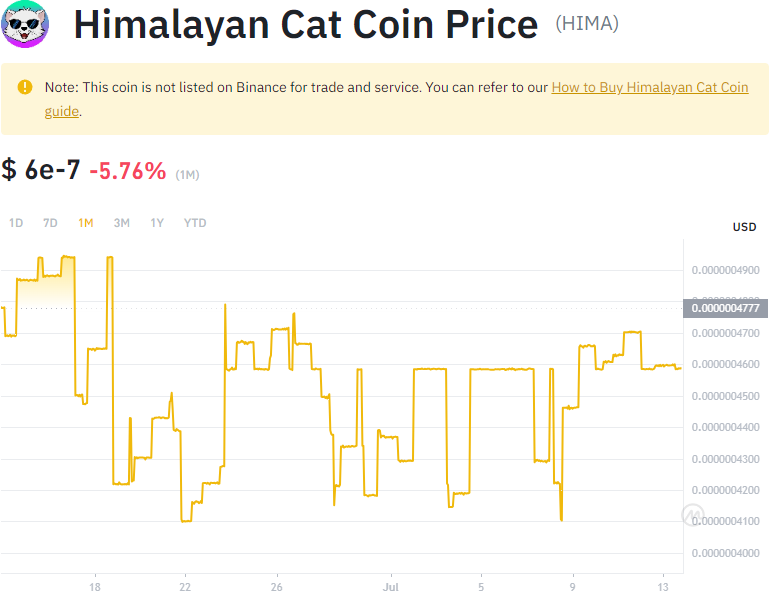 Himalayan Cat Coin Price (HIMA)
Note: This coin is not listed on Binance for trade and service. You can refer to our How to Buy Himalayan Cat Coin
guide.
$ 6e-7 -5.76% (1M)
1D 7D 1M 3M 1Y YTD
USD
0.0000004900
0.0000004777
0.0000004700
0.0000004600
0.0000004500
0.0000004400
0.0000004300
0.0000004200
0.0000004100
0.0000004000
18 22 26 Jul 5 9 13